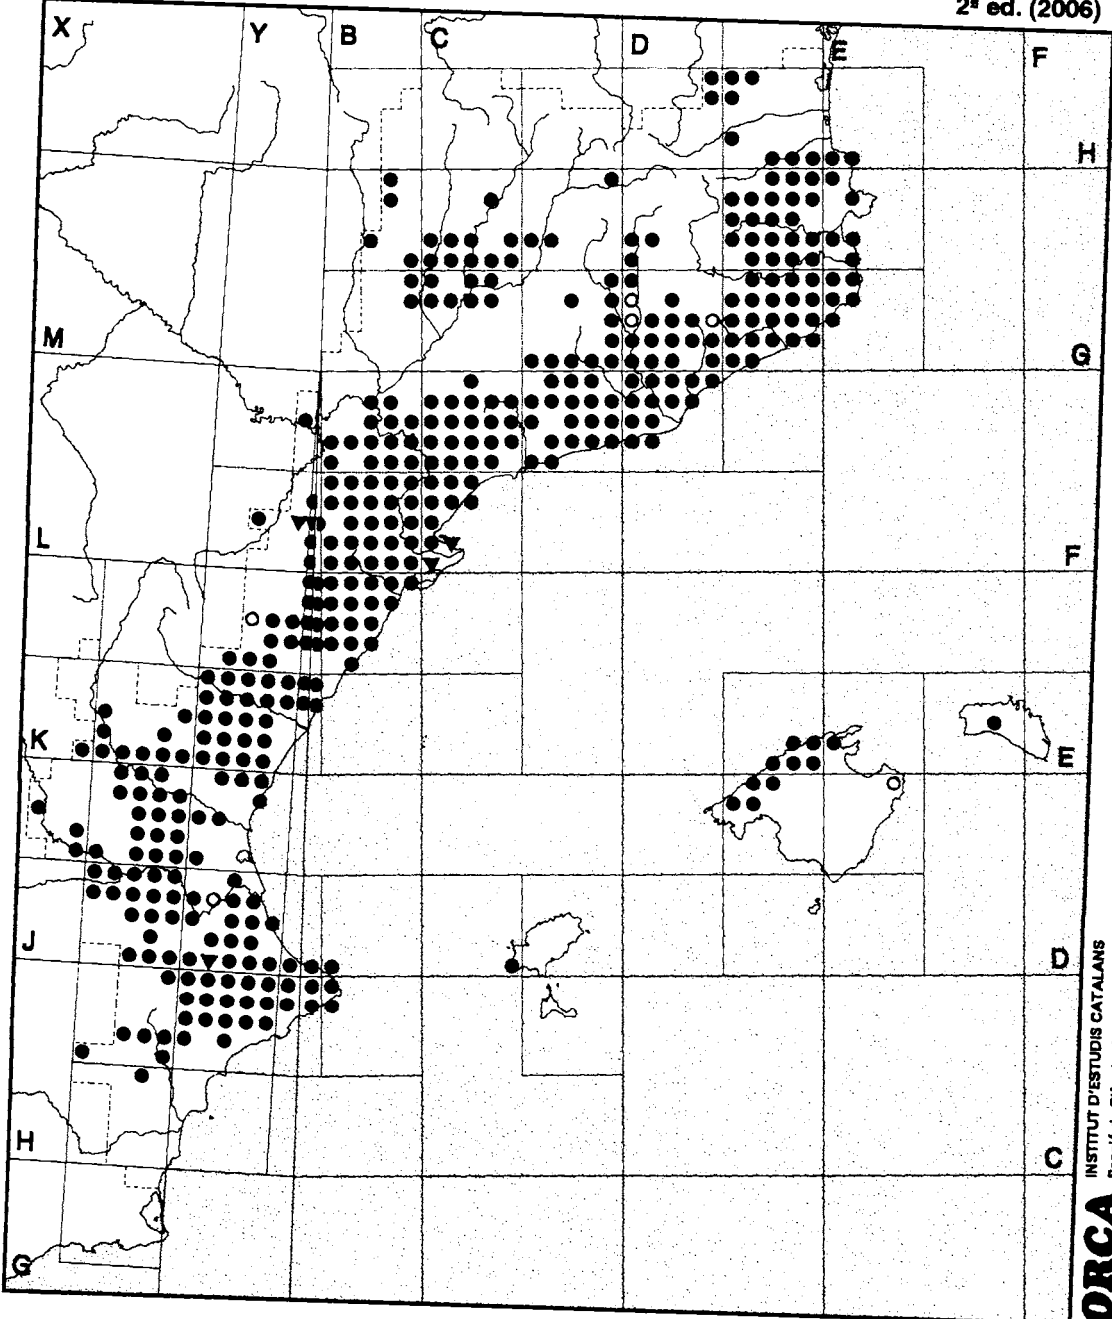 2ª ed. (2006)
X Y B C D E F
H
M G
L F
K E
J D
H C
G
INSTITUT D'ESTUDIS CATALANS
ORCA